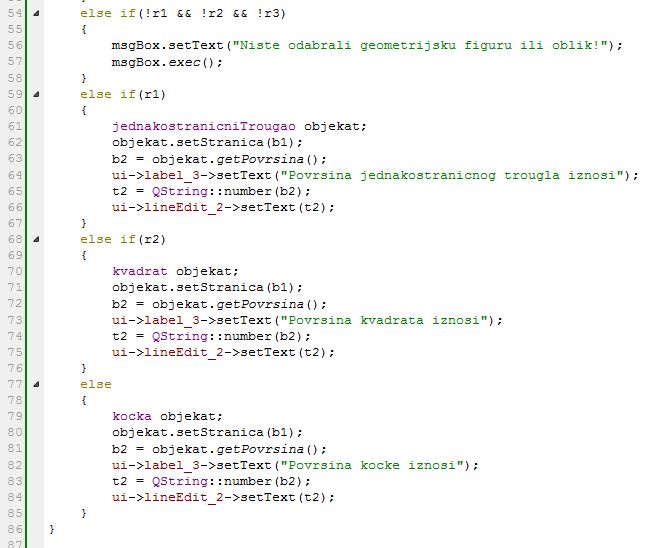 54 else if(!r1 && !r2 && !r3)
55 {
56 msgBox.setText("Niste odabrali geometrijsku figuru ili oblik!");
57 msgBox.exec();
58 }
59 else if(r1)
60 {
61 jednakostranicniTrougao objekat;
62 objekat.setStranica(b1);
63 b2 = objekat.getPovrsina();
64 ui->label_3->setText("Povrsina jednakostranicnog trougla iznosi");
65 t2 = QString::number(b2);
66 ui->lineEdit_2->setText(t2);
67 }
68 else if(r2)
69 {
70 kvadrat objekat;
71 objekat.setStranica(b1);
72 b2 = objekat.getPovrsina();
73 ui->label_3->setText("Povrsina kvadrata iznosi");
74 t2 = QString::number(b2);
75 ui->lineEdit_2->setText(t2);
76 }
77 else
78 {
79 kocka objekat;
80 objekat.setStranica(b1);
81 b2 = objekat.getPovrsina();
82 ui->label_3->setText("Povrsina kocke iznosi");
83 t2 = QString::number(b2);
84 ui->lineEdit_2->setText(t2);
85 }
86 }
87